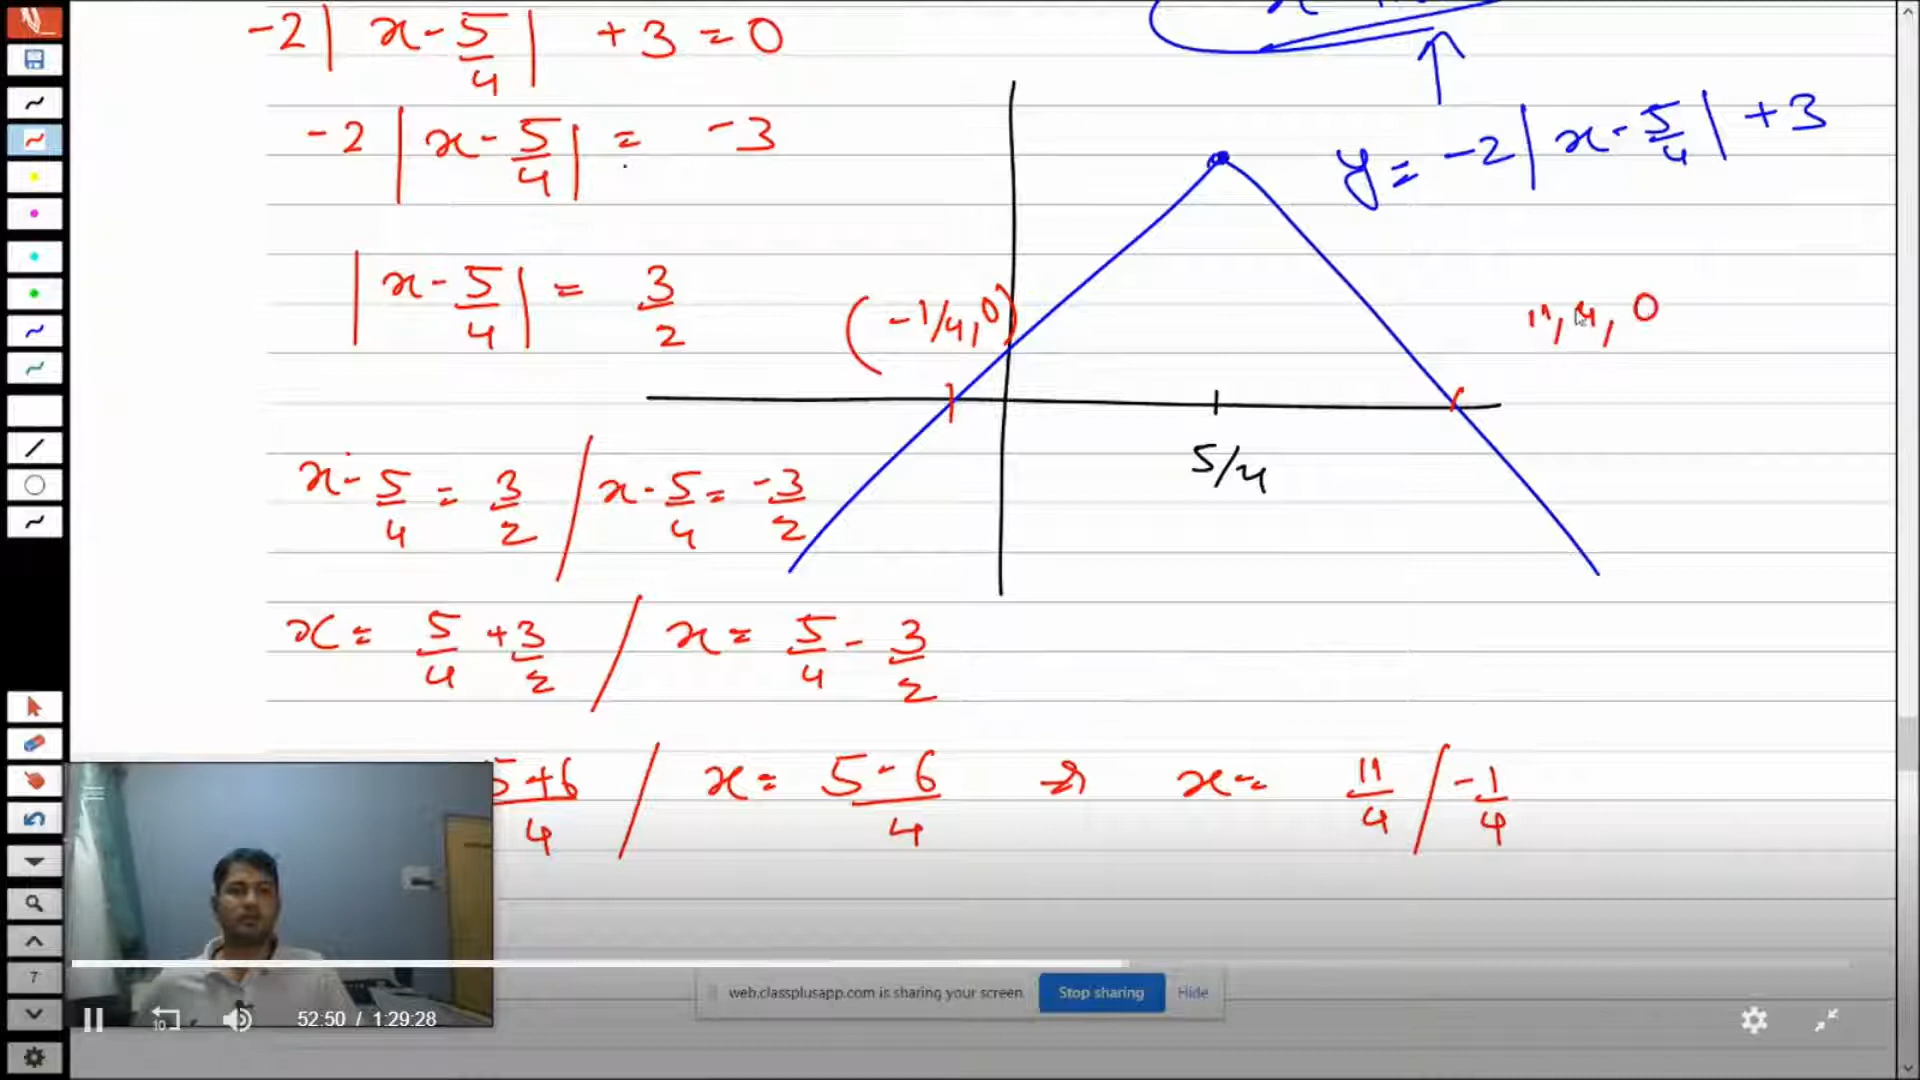 -2|x-5/4| +3=0
-2|x-5/4| = -3
y= -2|x-5/4|+3
|x-5/4| = 3/2
(-1/4,0)
11,4,0
5/4
x-5/4=3/2 / x-5/4=-3/2
x= 5/4+3/2 / x= 5/4-3/2
5+6/4 / x= 5-6/4 x= 11/4 / -1/4
7
web.classplusapp.com is sharing your screen. Stop sharing Hide
10 52:50 / 1:29:28